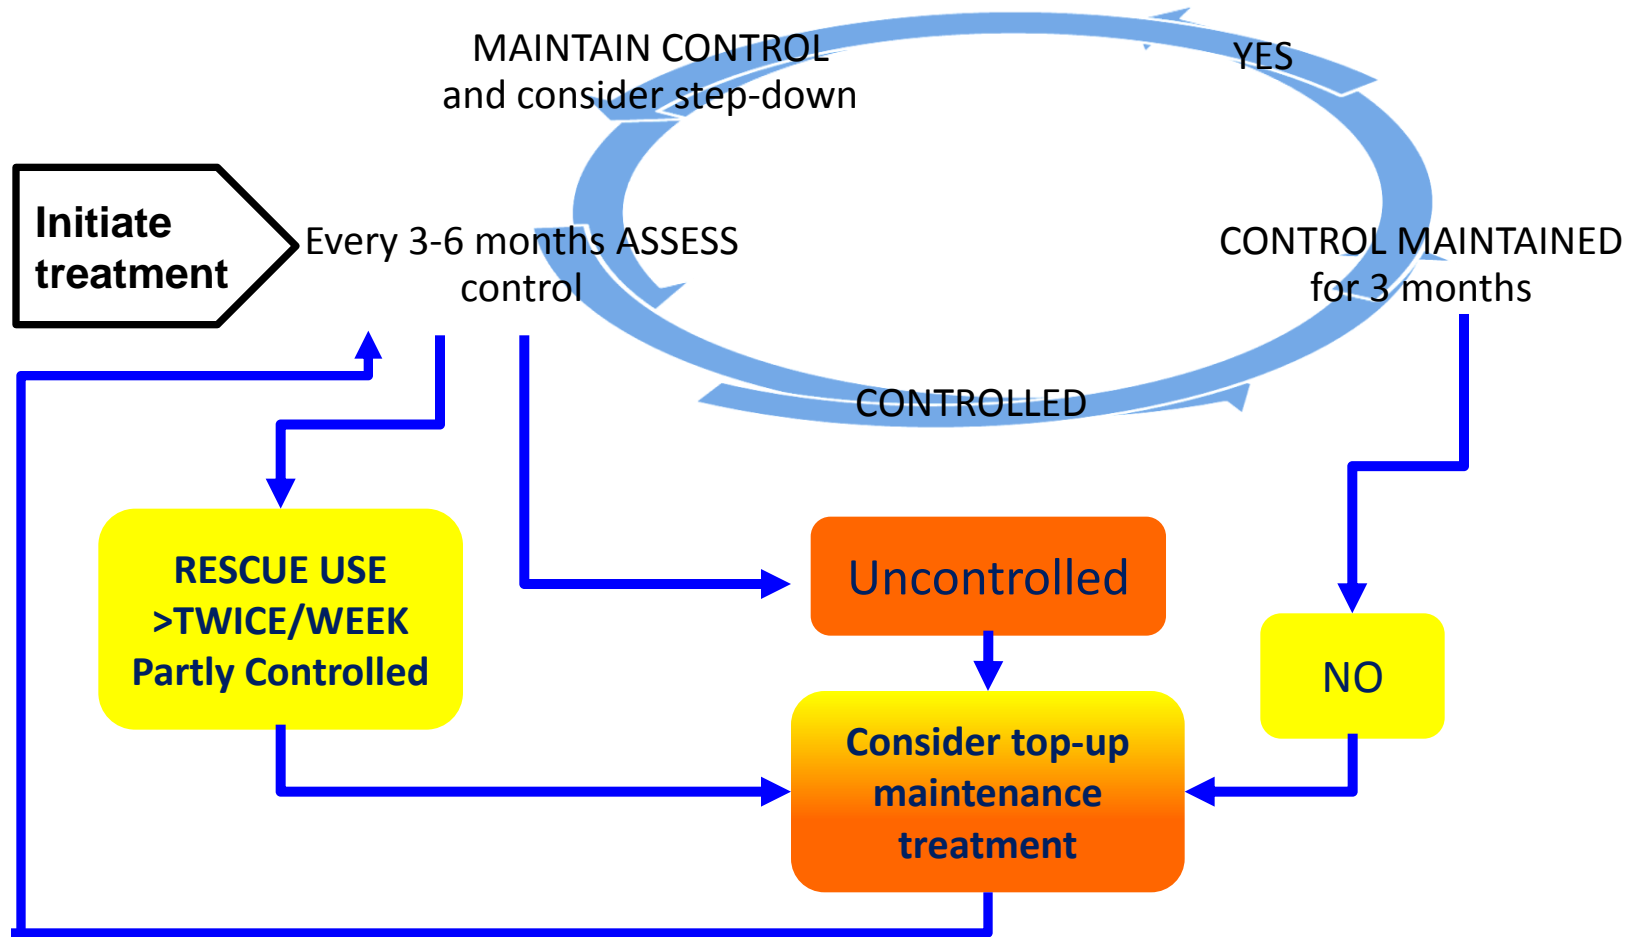 MAINTAIN CONTROL
and consider step-down
YES
Initiate
treatment
Every 3-6 months ASSESS
control
CONTROL MAINTAINED
for 3 months
CONTROLLED
RESCUE USE
>TWICE/WEEK
Partly Controlled
Uncontrolled
NO
Consider top-up
maintenance
treatment